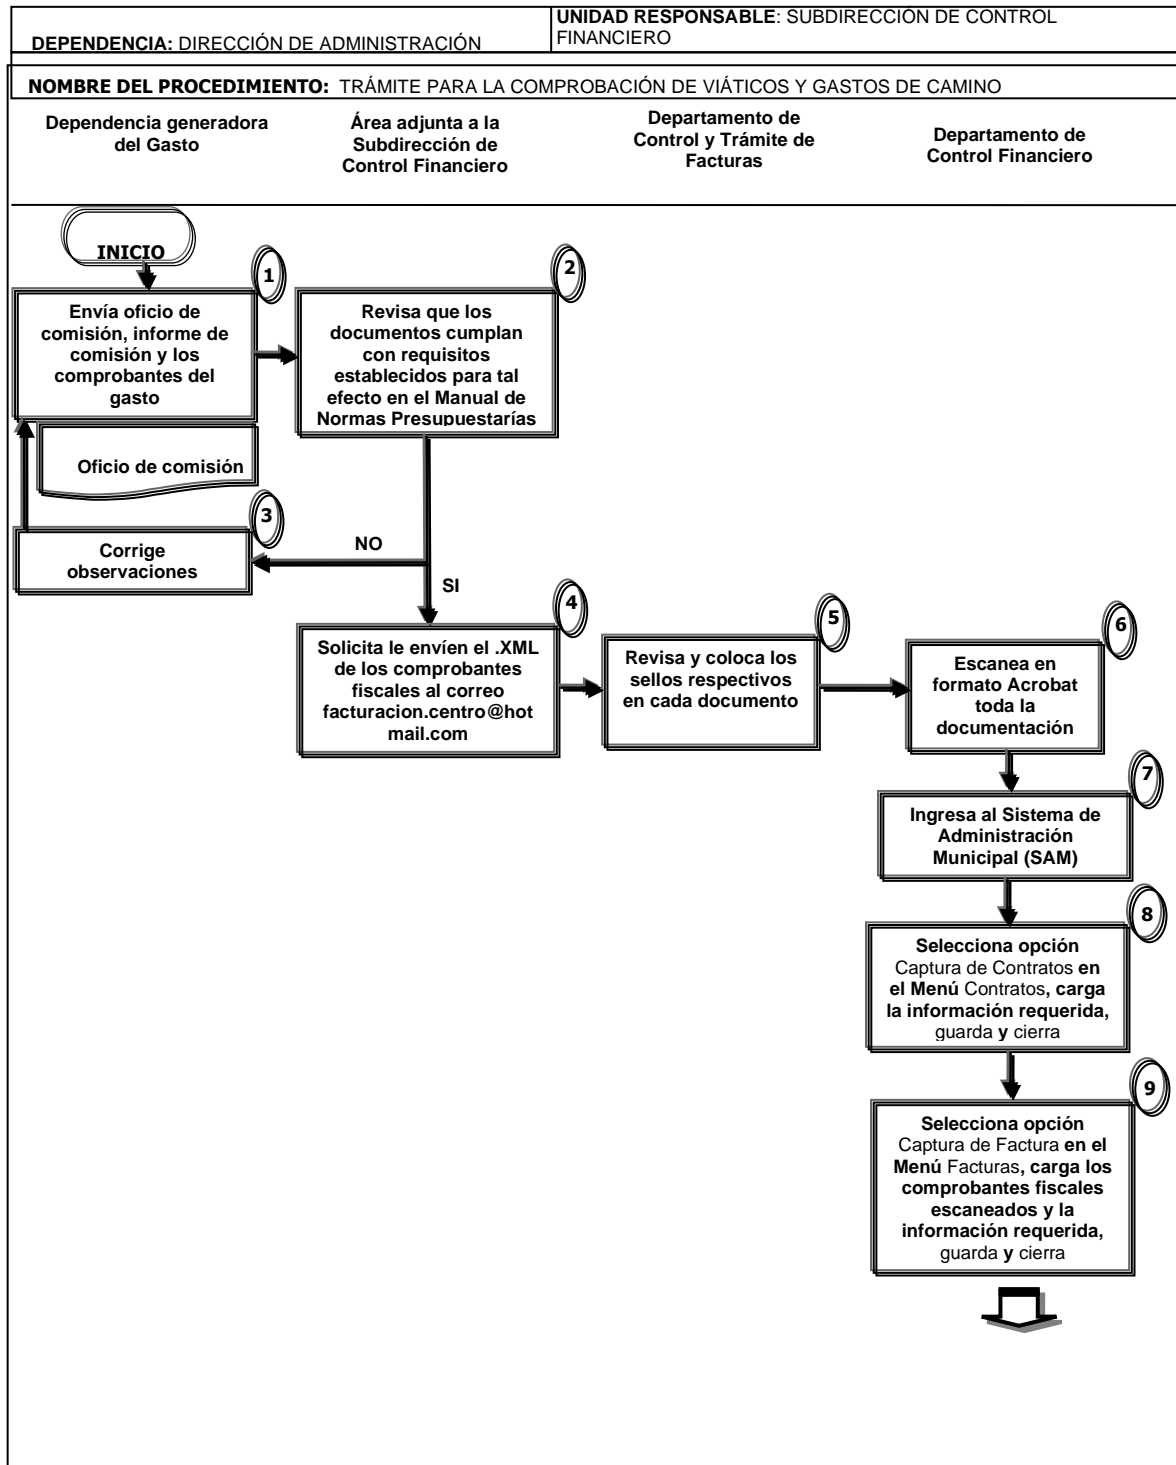 DEPENDENCIA: DIRECCIÓN DE ADMINISTRACIÓN
UNIDAD RESPONSABLE: SUBDIRECCIÓN DE CONTROL
FINANCIERO
NOMBRE DEL PROCEDIMIENTO: TRÁMITE PARA LA COMPROBACIÓN DE VIÁTICOS Y GASTOS DE CAMINO
Dependencia generadora
del Gasto
Área adjunta a la
Subdirección de
Control Financiero
Departamento de
Control y Trámite de
Facturas
Departamento de
Control Financiero
INICIO
1
Envía oficio de
comisión, informe de
comisión y los
comprobantes del
gasto
Oficio de comisión
2
Revisa que los
documentos cumplan
con requisitos
establecidos para tal
efecto en el Manual de
Normas Presupuestarías
3
Corrige
observaciones
NO
SI
4
Solicita le envíen el .XML
de los comprobantes
fiscales al correo
facturacion.centro@hot
mail.com
5
Revisa y coloca los
sellos respectivos
en cada documento
6
Escanea en
formato Acrobat
toda la
documentación
7
Ingresa al Sistema de
Administración
Municipal (SAM)
8
Selecciona opción
Captura de Contratos en
el Menú Contratos, carga
la información requerida,
guarda y cierra
9
Selecciona opción
Captura de Factura en el
Menú Facturas, carga los
comprobantes fiscales
escaneados y la
información requerida,
guarda y cierra